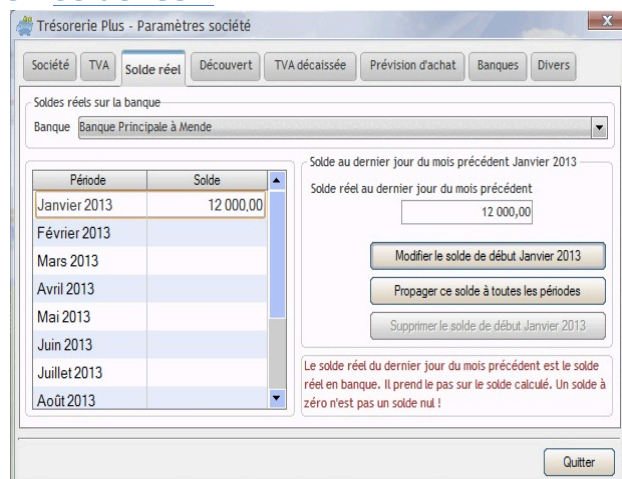 Trésorerie Plus - Paramètres société
X
Société TVA Solde réel Découvert TVA décaissée Prévision d'achat Banques Divers
Soldes réels sur la banque
Banque Banque Principale à Mende
Période Solde
Janvier 2013 12 000,00
Février 2013
Mars 2013
Avril 2013
Mai 2013
Juin 2013
Juillet 2013
Août 2013
Solde au dernier jour du mois précédent Janvier 2013
Solde réel au dernier jour du mois précédent
12 000,00
Modifier le solde de début Janvier 2013
Propager ce solde à toutes les périodes
Supprimer le solde de début Janvier 2013
Le solde réel du dernier jour du mois précédent est le solde
réel en banque. Il prend le pas sur le solde calculé. Un solde à
zéro n'est pas un solde nul !
Quitter